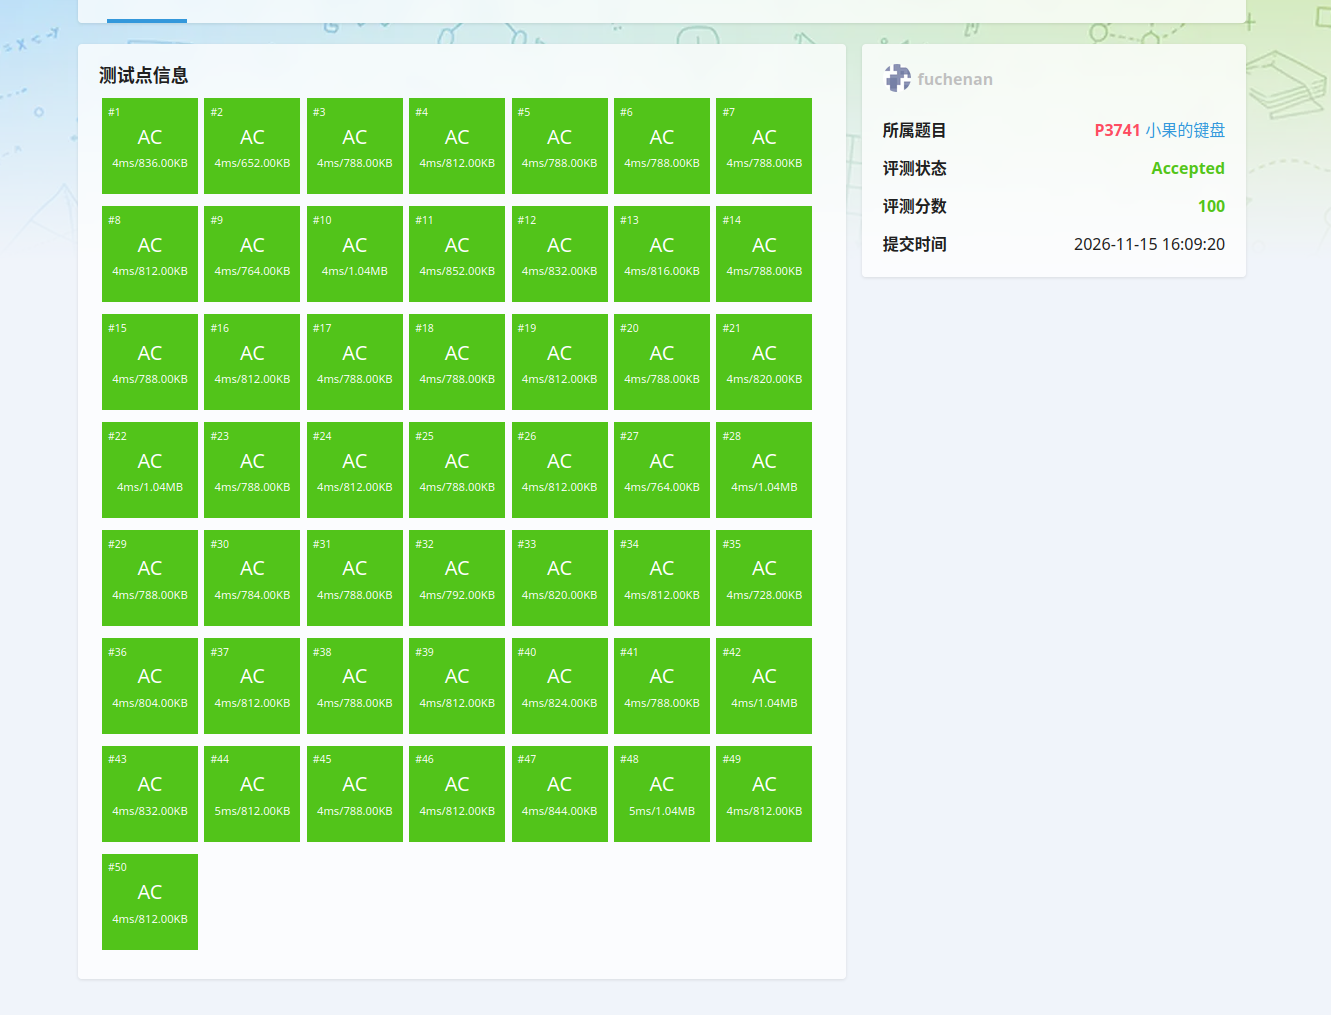 测试点信息
#1 #2 #3 #4 #5 #6 #7
AC AC AC AC AC AC AC
4ms/836.00KB 4ms/652.00KB 4ms/788.00KB 4ms/812.00KB 4ms/788.00KB 4ms/788.00KB 4ms/788.00KB
#8 #9 #10 #11 #12 #13 #14
AC AC AC AC AC AC AC
4ms/812.00KB 4ms/764.00KB 4ms/1.04MB 4ms/852.00KB 4ms/832.00KB 4ms/816.00KB 4ms/788.00KB
#15 #16 #17 #18 #19 #20 #21
AC AC AC AC AC AC AC
4ms/788.00KB 4ms/812.00KB 4ms/788.00KB 4ms/788.00KB 4ms/812.00KB 4ms/788.00KB 4ms/820.00KB
#22 #23 #24 #25 #26 #27 #28
AC AC AC AC AC AC AC
4ms/1.04MB 4ms/788.00KB 4ms/812.00KB 4ms/788.00KB 4ms/812.00KB 4ms/764.00KB 4ms/1.04MB
#29 #30 #31 #32 #33 #34 #35
AC AC AC AC AC AC AC
4ms/788.00KB 4ms/784.00KB 4ms/788.00KB 4ms/792.00KB 4ms/820.00KB 4ms/812.00KB 4ms/728.00KB
#36 #37 #38 #39 #40 #41 #42
AC AC AC AC AC AC AC
4ms/804.00KB 4ms/812.00KB 4ms/788.00KB 4ms/812.00KB 4ms/824.00KB 4ms/788.00KB 4ms/1.04MB
#43 #44 #45 #46 #47 #48 #49
AC AC AC AC AC AC AC
4ms/832.00KB 5ms/812.00KB 4ms/788.00KB 4ms/812.00KB 4ms/844.00KB 5ms/1.04MB 4ms/812.00KB
#50
AC
4ms/812.00KB
fuchenan
所属题目 P3741 小果的键盘
评测状态 Accepted
评测分数 100
提交时间 2026-11-15 16:09:20